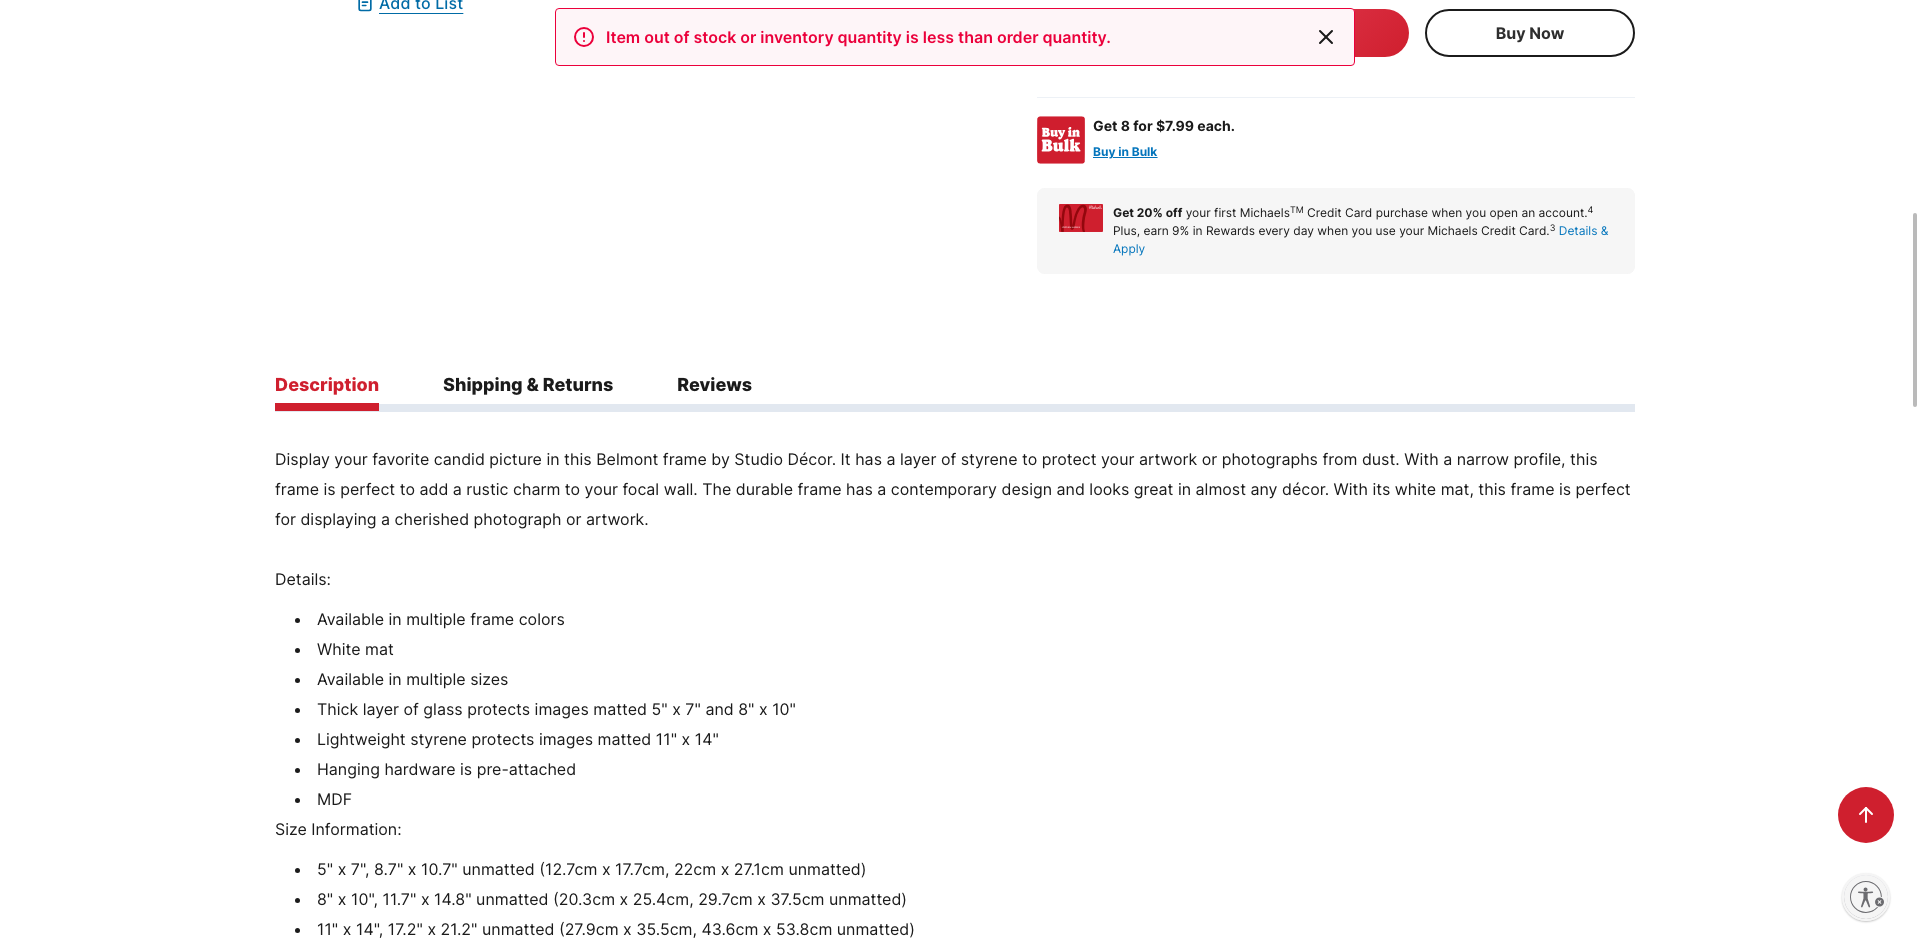 Add to List
Item out of stock or inventory quantity is less than order quantity.
Buy Now
Buy in
Bulk
Get 8 for $7.99 each.
Buy in Bulk
Get 20% off your first Michaels™ Credit Card purchase when you open an account.⁴
Plus, earn 9% in Rewards every day when you use your Michaels Credit Card.³ Details &
Apply
Description
Shipping & Returns
Reviews
Display your favorite candid picture in this Belmont frame by Studio Décor. It has a layer of styrene to protect your artwork or photographs from dust. With a narrow profile, this
frame is perfect to add a rustic charm to your focal wall. The durable frame has a contemporary design and looks great in almost any décor. With its white mat, this frame is perfect
for displaying a cherished photograph or artwork.
Details:
• Available in multiple frame colors
• White mat
• Available in multiple sizes
• Thick layer of glass protects images matted 5" x 7" and 8" x 10"
• Lightweight styrene protects images matted 11" x 14"
• Hanging hardware is pre-attached
• MDF
Size Information:
• 5" x 7", 8.7" x 10.7" unmatted (12.7cm x 17.7cm, 22cm x 27.1cm unmatted)
• 8" x 10", 11.7" x 14.8" unmatted (20.3cm x 25.4cm, 29.7cm x 37.5cm unmatted)
• 11" x 14", 17.2" x 21.2" unmatted (27.9cm x 35.5cm, 43.6cm x 53.8cm unmatted)